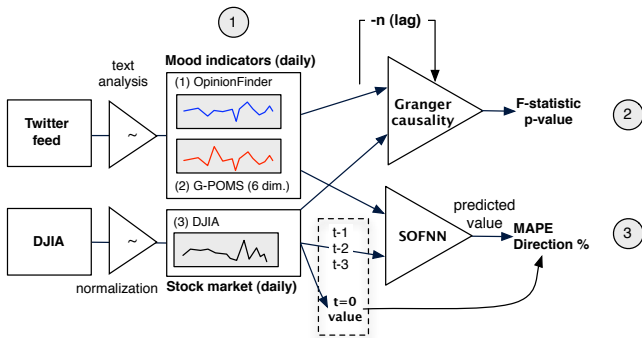 1
-n (lag)
text
analysis
Mood indicators (daily)
(1) OpinionFinder
Twitter
feed
~
Granger
causality
F-statistic
p-value
2
(2) G-POMS (6 dim.)
DJIA
~
(3) DJIA
normalization
Stock market (daily)
t-1
t-2
t-3
t=0
value
SOFNN
predicted
value
MAPE
Direction %
3